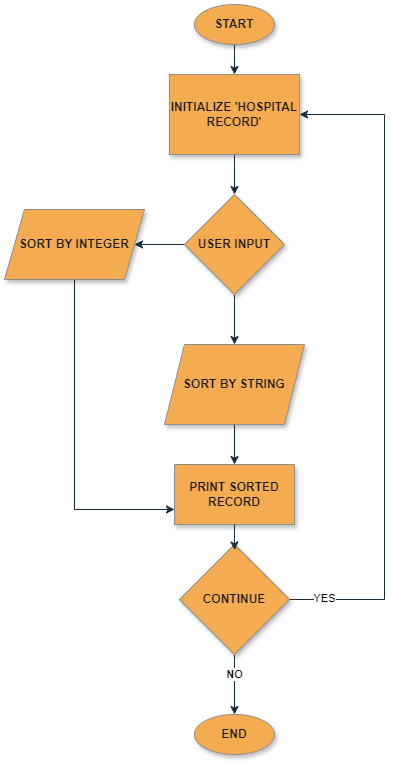 START
INITIALIZE 'HOSPITAL
RECORD'
USER INPUT
SORT BY INTEGER
SORT BY STRING
PRINT SORTED
RECORD
CONTINUE
YES
NO
END